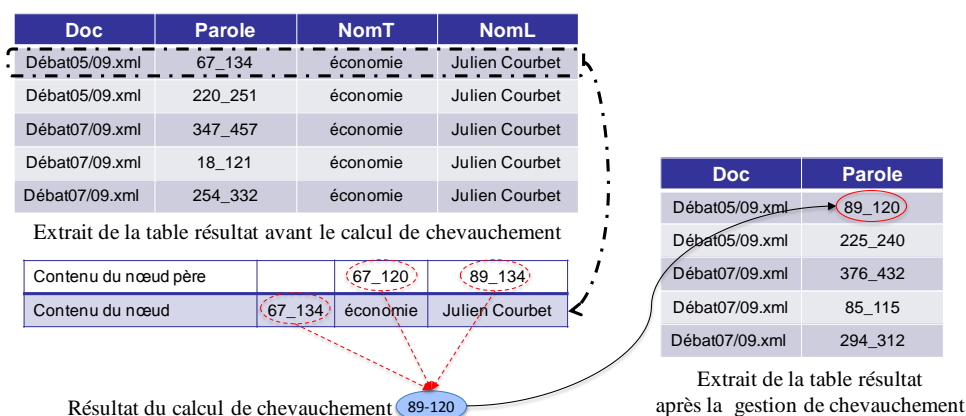 Doc Parole NomT NomL
Débat05/09.xml 67_134 économie Julien Courbet
Débat05/09.xml 220_251 économie Julien Courbet
Débat07/09.xml 347_457 économie Julien Courbet
Débat07/09.xml 18_121 économie Julien Courbet
Débat07/09.xml 254_332 économie Julien Courbet
Extrait de la table résultat avant le calcul de chevauchement
Contenu du nœud père 67_120 89_134
Contenu du nœud 67_134 économie Julien Courbet
Résultat du calcul de chevauchement 89-120
Doc Parole
Débat05/09.xml 89_120
Débat05/09.xml 225_240
Débat07/09.xml 376_432
Débat07/09.xml 85_115
Débat07/09.xml 294_312
Extrait de la table résultat
après la gestion de chevauchement